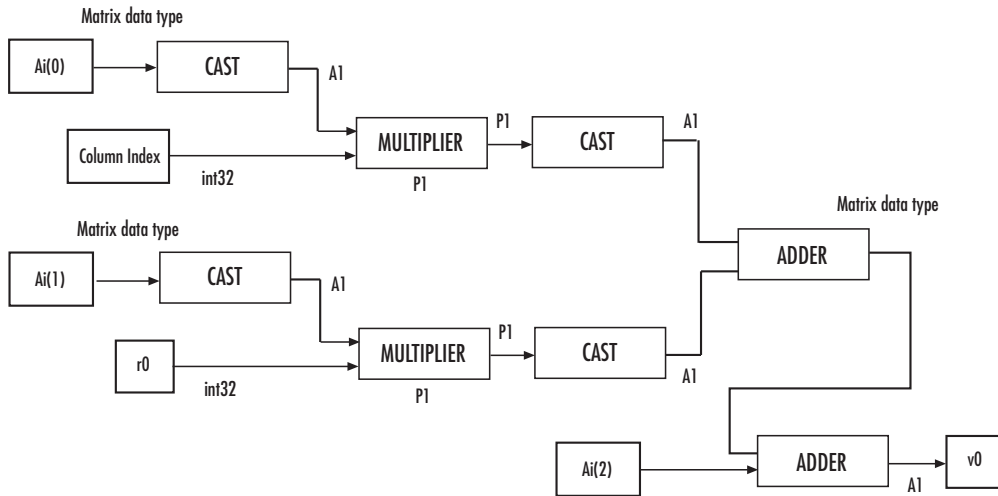 Matrix data type
Ai(0)
CAST
A1
Column Index
int32
MULTIPLIER
P1
P1
CAST
A1
Matrix data type
Ai(1)
CAST
A1
r0
int32
MULTIPLIER
P1
P1
CAST
A1
Matrix data type
ADDER
Ai(2)
ADDER
A1
v0